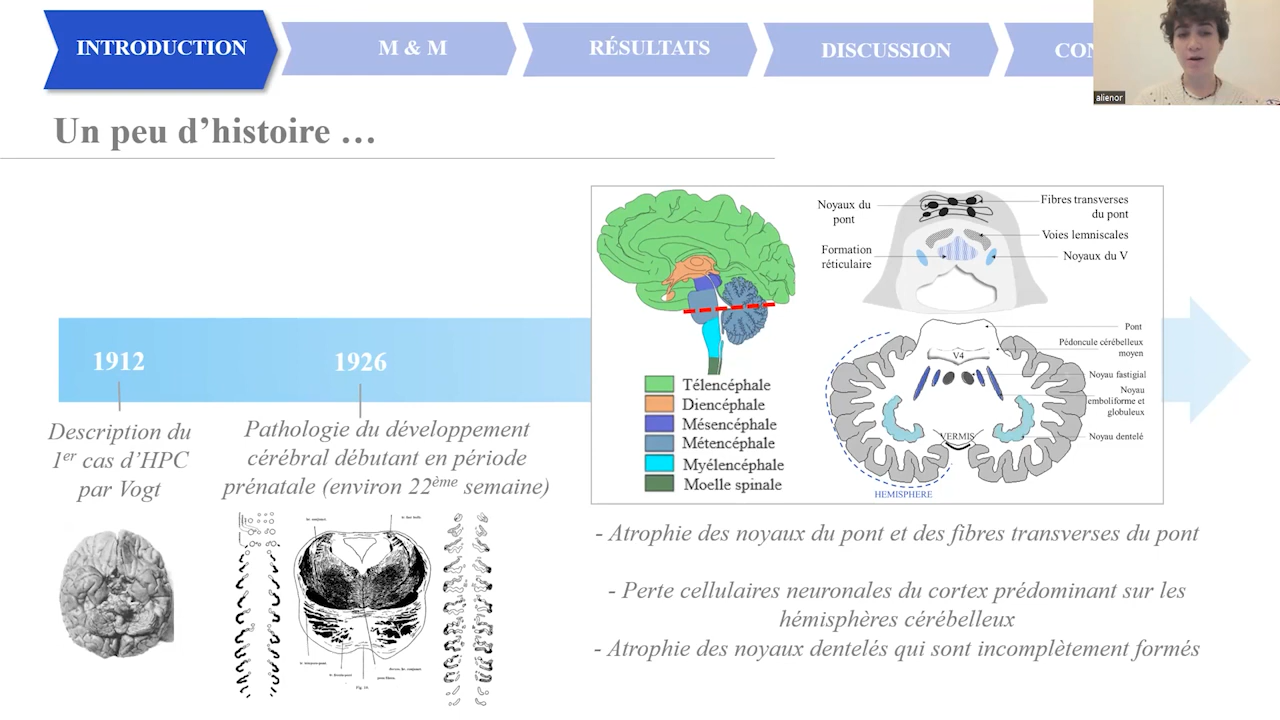 INTRODUCTION
M & M
RÉSULTATS
DISCUSSION
CON
alienor
Un peu d’histoire …
1912
1926
Description du
1er cas d’HPC
par Vogt
Pathologie du développement
cérébral débutant en période
prénatale (environ 22ème semaine)
Télencéphale
Diencéphale
Mésencéphale
Métencéphale
Myélencéphale
Moelle spinale
Noyaux du
pont
Formation
réticulaire
Fibres transverses
du pont
Voies lemniscales
Noyaux du V
Pont
Pédoncule cérébelleux
moyen
V4
Noyau fastigial
Noyau
emboliforme et
globuleux
Noyau dentelé
VERMIS
HEMISPHERE
- Atrophie des noyaux du pont et des fibres transverses du pont
- Perte cellulaires neuronales du cortex prédominant sur les
hémisphères cérébelleux
- Atrophie des noyaux dentelés qui sont incomplètement formés